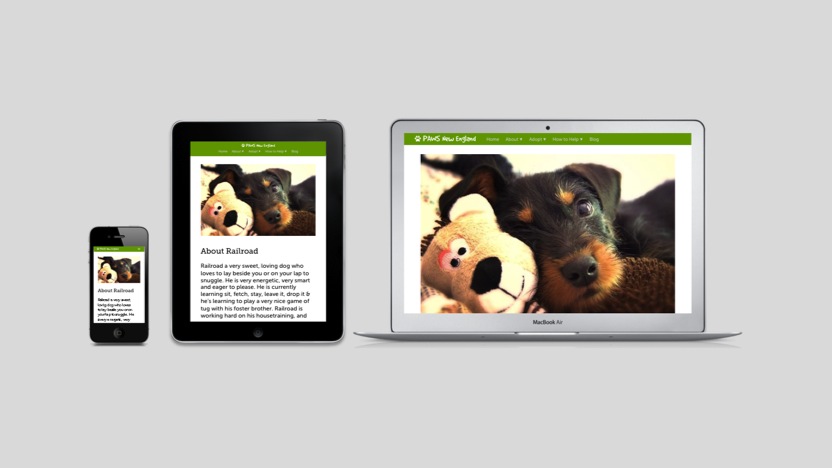 PAWS New England
About Railroad
Railroad a very sweet,
loving dog who loves
to lay beside you or on
your lap to snuggle. He
PAWS New England
Home About ▾ Adopt ▾ How to Help ▾ Blog
About Railroad
Railroad a very sweet, loving dog who
loves to lay beside you or on your lap to
snuggle. He is very energetic, very smart
and eager to please. He is currently
learning sit, fetch, stay, leave it, drop it &
he's learning to play a very nice game of
tug with his foster brother. Railroad is
working hard on his housetraining, and
PAWS New England Home About ▾ Adopt ▾ How to Help ▾ Blog
MacBook Air